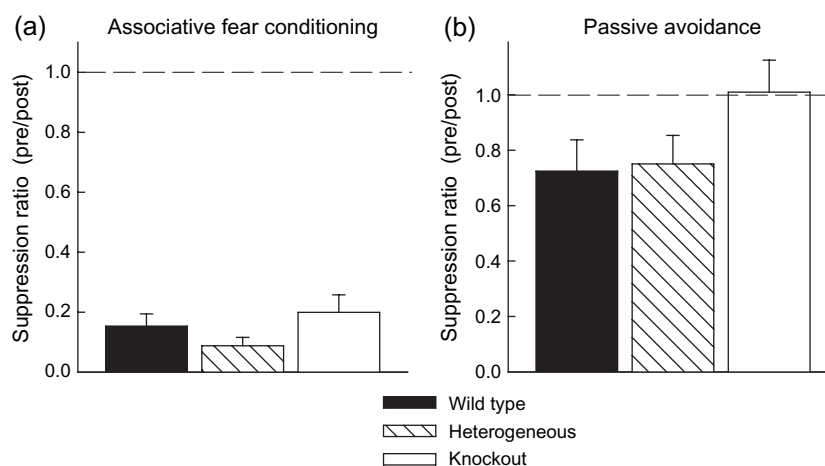 (a) Associative fear conditioning
Suppression ratio (pre/post)
1.0
0.8
0.6
0.4
0.2
0.0
(b) Passive avoidance
Suppression ratio (pre/post)
1.0
0.8
0.6
0.4
0.2
0.0
Wild type
Heterogeneous
Knockout